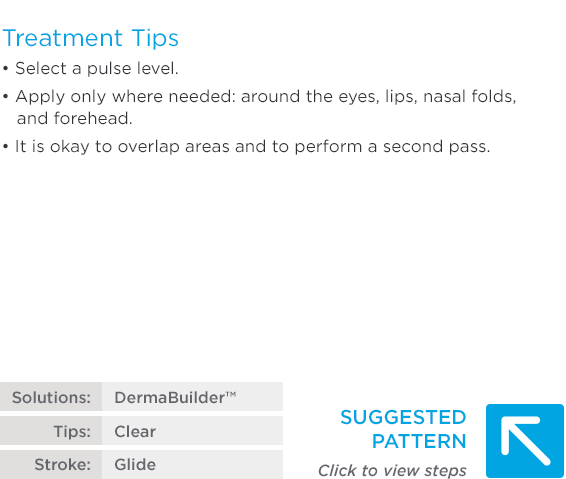 Treatment Tips
• Select a pulse level.
• Apply only where needed: around the eyes, lips, nasal folds,
and forehead.
• It is okay to overlap areas and to perform a second pass.
Solutions: DermaBuilder™
Tips: Clear
Stroke: Glide
SUGGESTED
PATTERN
Click to view steps